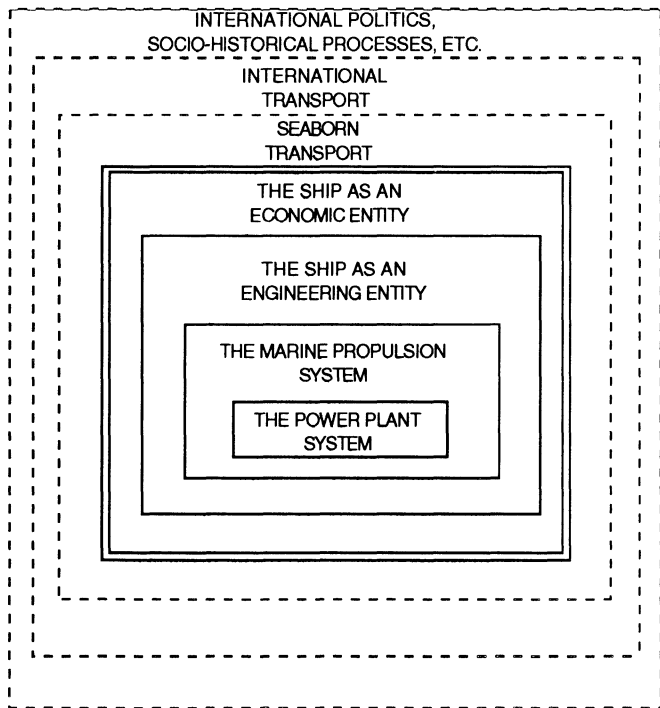 INTERNATIONAL POLITICS,
SOCIO-HISTORICAL PROCESSES, ETC.
INTERNATIONAL
TRANSPORT
SEABORN
TRANSPORT
THE SHIP AS AN
ECONOMIC ENTITY
THE SHIP AS AN
ENGINEERING ENTITY
THE MARINE PROPULSION
SYSTEM
THE POWER PLANT
SYSTEM